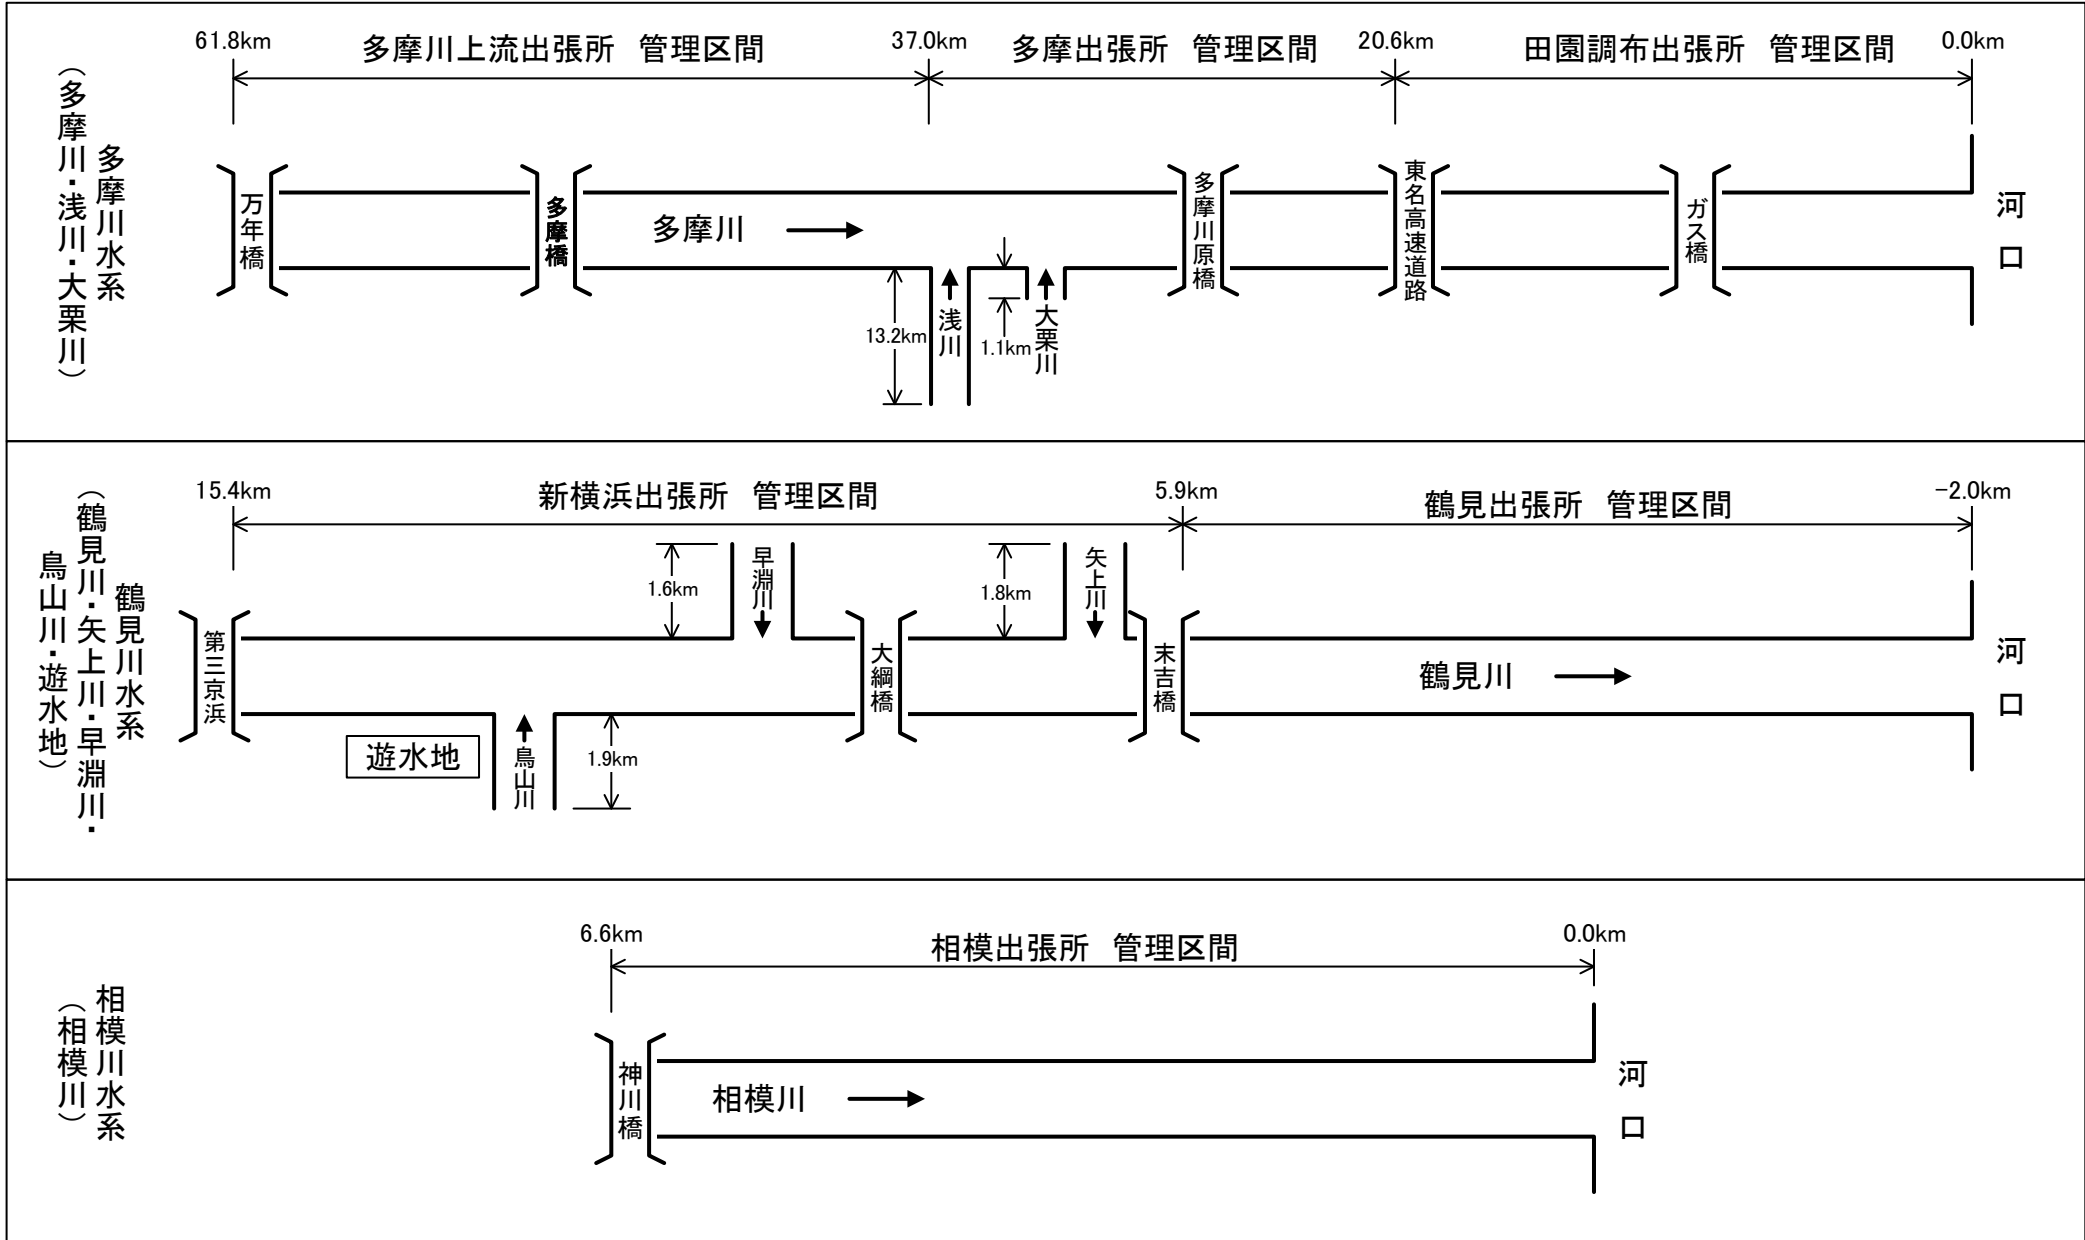 61.8km
多摩川上流出張所 管理区間
37.0km
多摩出張所 管理区間
20.6km
田園調布出張所 管理区間
0.0km
多摩川水系
（多摩川・浅川・大栗川）
万年橋
多摩橋
多摩川
多摩川原橋
東名高速道路
ガス橋
河口
13.2km
浅川
1.1km
大栗川
15.4km
新横浜出張所 管理区間
5.9km
鶴見出張所 管理区間
-2.0km
鶴見川水系
（鶴見川・矢上川・早淵川・
鳥山川・遊水地）
1.6km
早淵川
1.8km
矢上川
第三京浜
大綱橋
末吉橋
鶴見川
河口
遊水地
鳥山川
1.9km
6.6km
相模出張所 管理区間
0.0km
相模川水系
（相模川）
神川橋
相模川
河口